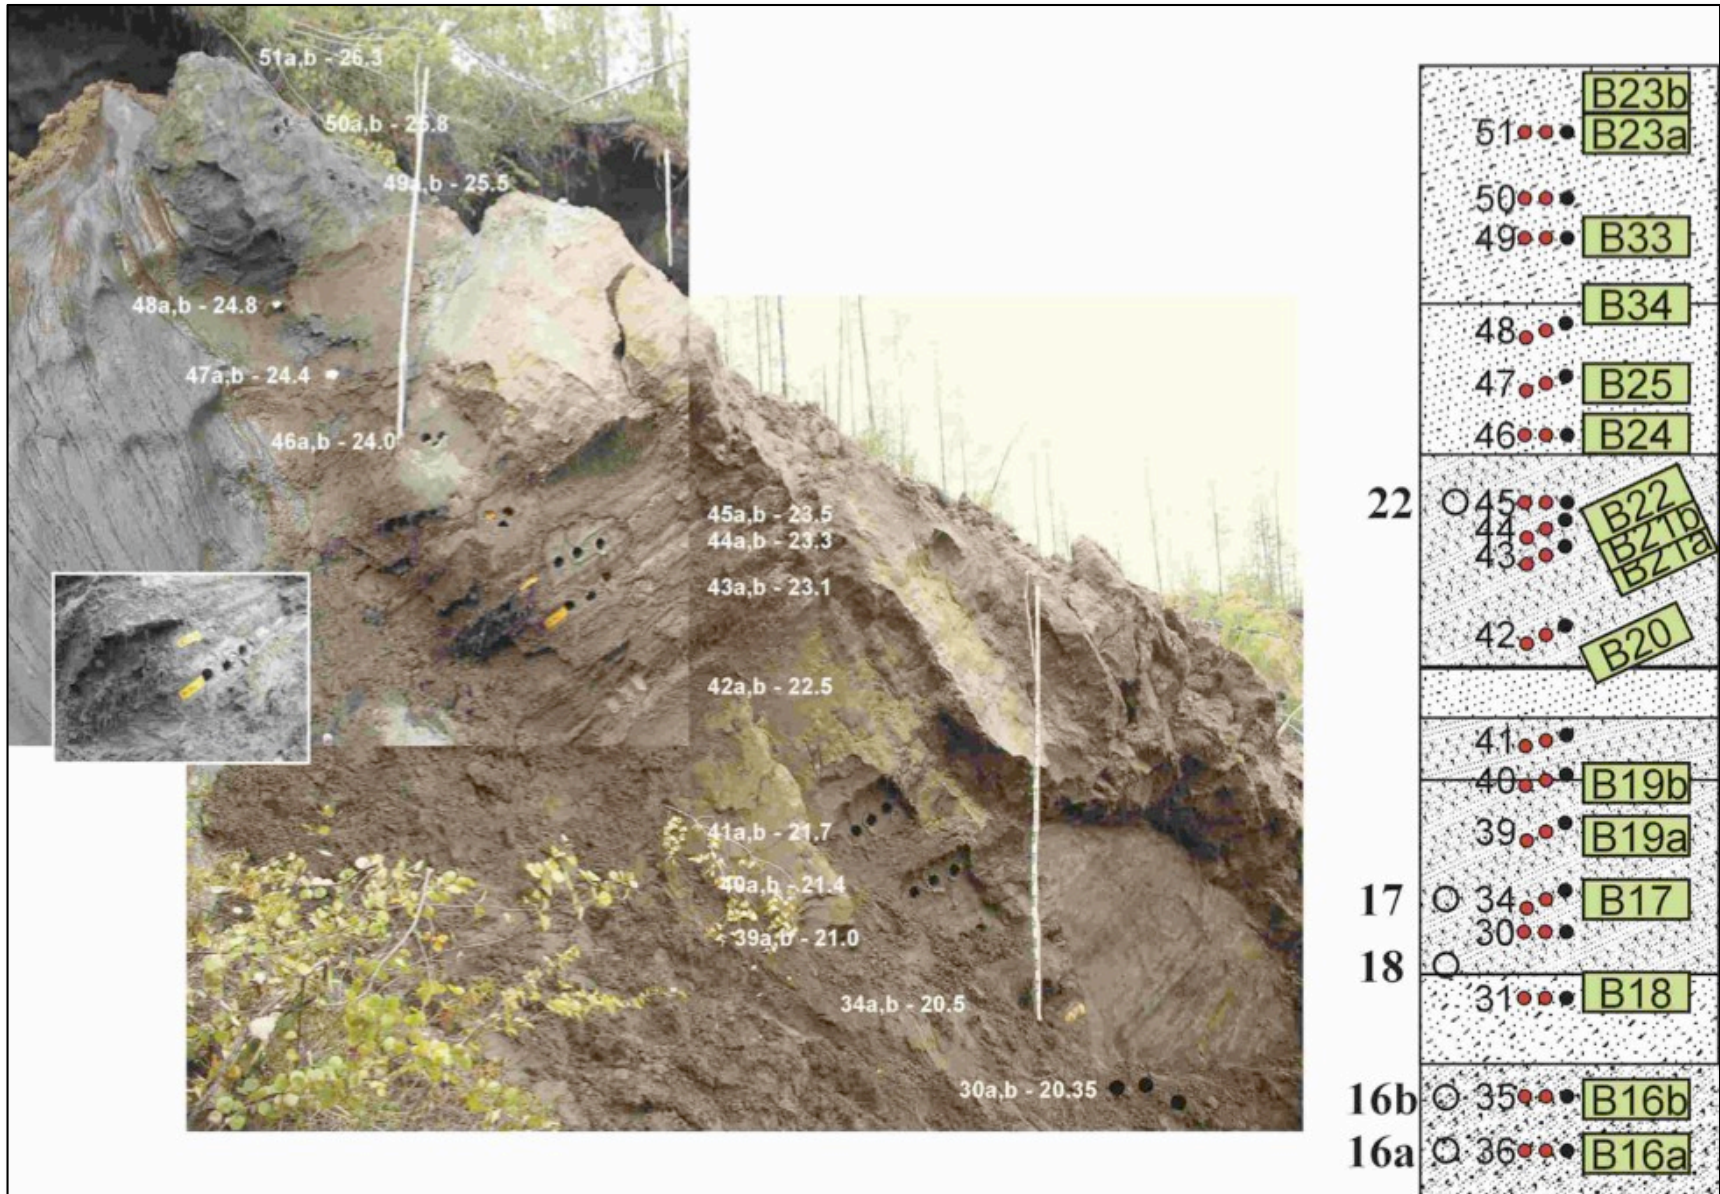 51a,b - 26.3
50a,b - 25.8
49a,b - 25.5
48a,b - 24.8
47a,b - 24.4
46a,b - 24.0
45a,b - 23.5
44a,b - 23.3
43a,b - 23.1
42a,b - 22.5
41a,b - 21.7
40a,b - 21.4
39a,b - 21.0
34a,b - 20.5
30a,b - 20.35
B23b
51 B23a
50
49 B33
B34
48
47 B25
46 B24
22 45 B22
44 B21b
43 B21a
42 B20
41
40 B19b
39 B19a
17 34 B17
30
18
31 B18
16b 35 B16b
16a 36 B16a